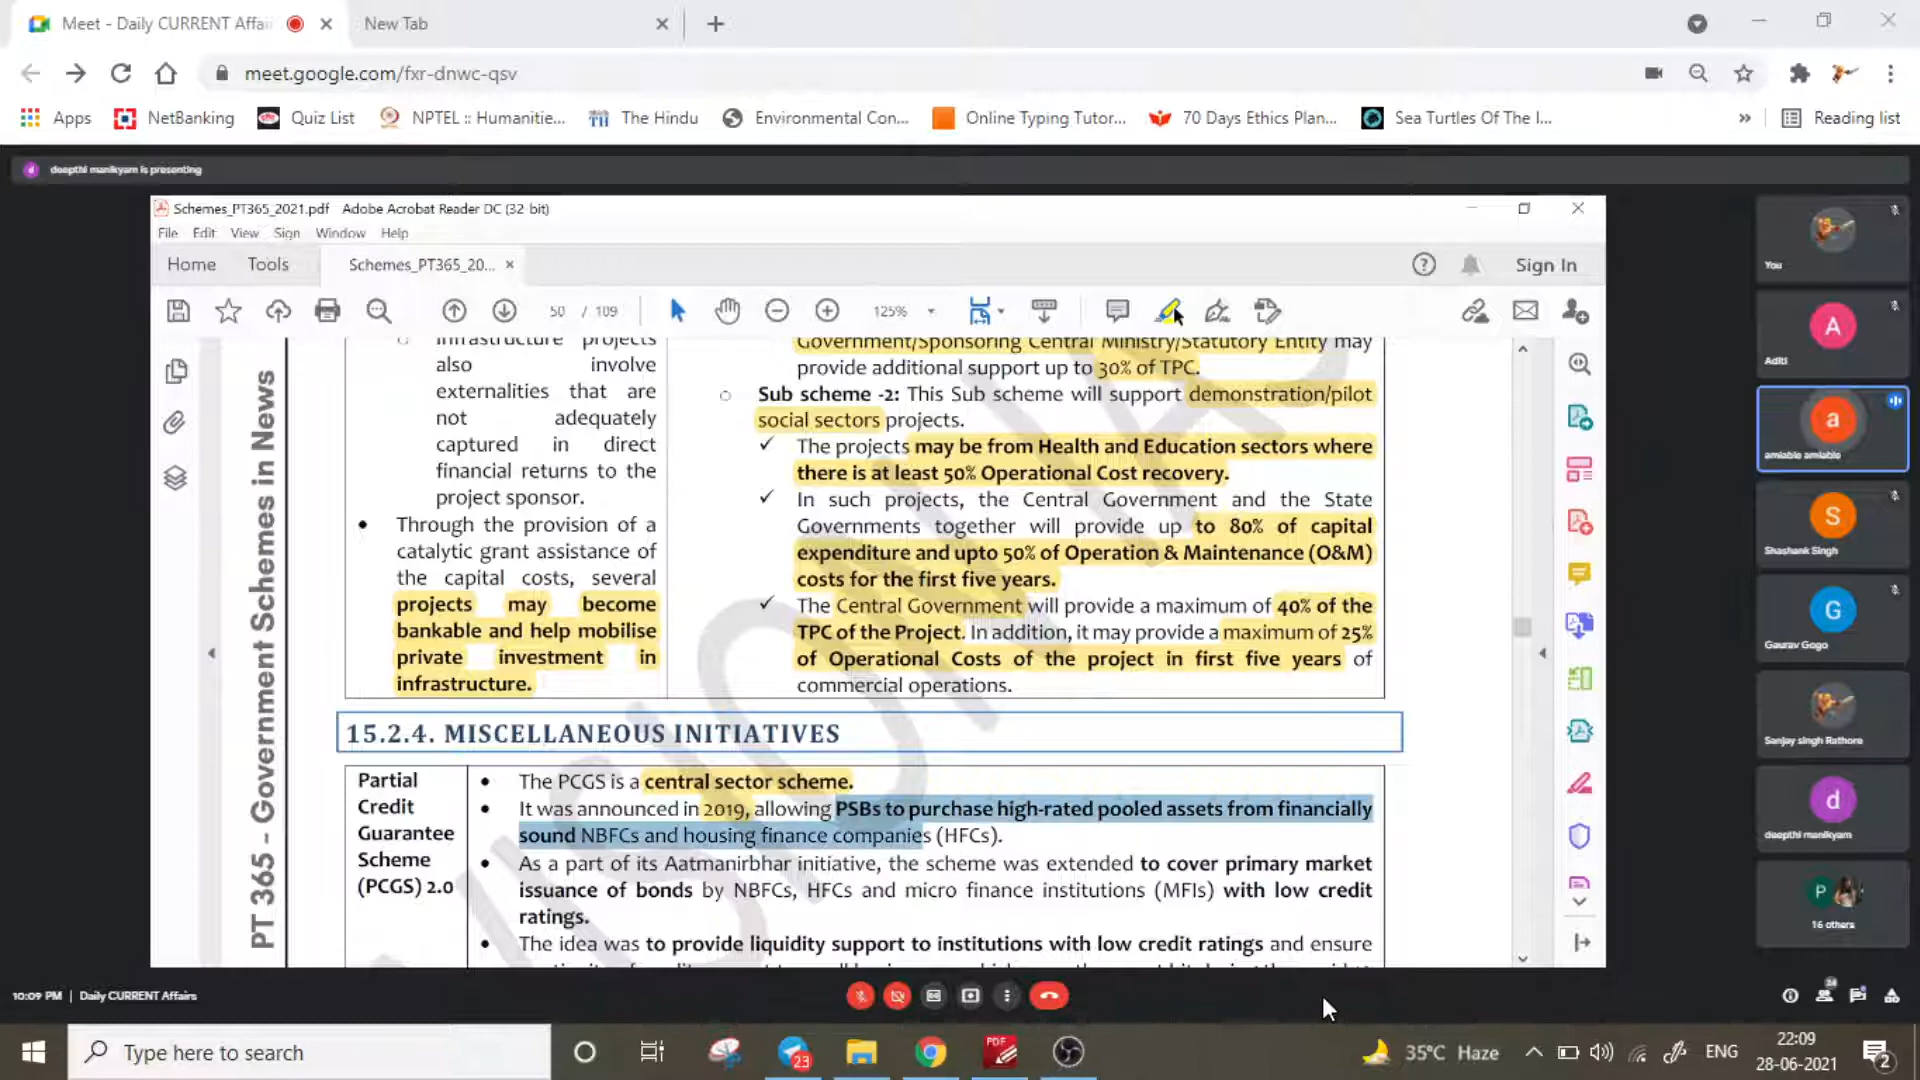 Meet - Daily CURRENT Affai
New Tab
meet.google.com/fxr-dnwc-qsv
Apps
NetBanking
Quiz List
NPTEL :: Humanitie...
The Hindu
Environmental Con...
Online Typing Tutor...
70 Days Ethics Plan...
Sea Turtles Of The I...
»
Reading list
d
deepthi manikyam is presenting
Schemes_PT365_2021.pdf Adobe Acrobat Reader DC (32-bit)
File Edit View Sign Window Help
Home
Tools
Schemes_PT365_20...
Sign In
50 / 109
125%
PT 365 - Government Schemes in News
infrastructure projects
also involve
externalities that are
not adequately
captured in direct
financial returns to the
project sponsor.
• Through the provision of a
catalytic grant assistance of
the capital costs, several
projects may become
bankable and help mobilise
private investment in
infrastructure.
Government/Sponsoring Central Ministry/Statutory Entity may
provide additional support up to 30% of TPC.
○ Sub scheme -2: This Sub scheme will support demonstration/pilot
social sectors projects.
✓ The projects may be from Health and Education sectors where
there is at least 50% Operational Cost recovery.
✓ In such projects, the Central Government and the State
Governments together will provide up to 80% of capital
expenditure and upto 50% of Operation & Maintenance (O&M)
costs for the first five years.
✓ The Central Government will provide a maximum of 40% of the
TPC of the Project. In addition, it may provide a maximum of 25%
of Operational Costs of the project in first five years of
commercial operations.
15.2.4. MISCELLANEOUS INITIATIVES
Partial
Credit
Guarantee
Scheme
(PCGS) 2.0
• The PCGS is a central sector scheme.
• It was announced in 2019, allowing PSBs to purchase high-rated pooled assets from financially
sound NBFCs and housing finance companies (HFCs).
• As a part of its Aatmanirbhar initiative, the scheme was extended to cover primary market
issuance of bonds by NBFCs, HFCs and micro finance institutions (MFIs) with low credit
ratings.
• The idea was to provide liquidity support to institutions with low credit ratings and ensure
You
A
Aditi
a
amiable amiable
S
Shashank Singh
G
Gaurav Gogo
Sanjay singh Rathore
d
deepthi manikyam
P
16 others
10:09 PM | Daily CURRENT Affairs
Type here to search
23
PDF
35°C Haze
ENG
22:09
28-06-2021
2